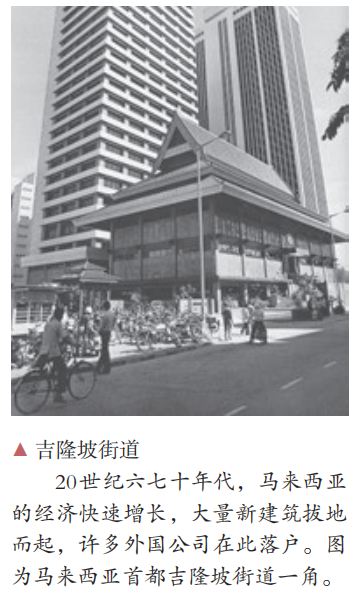 ▲ 吉隆坡街道
20世纪六七十年代，马来西亚
的经济快速增长，大量新建筑拔地
而起，许多外国公司在此落户。图
为马来西亚首都吉隆坡街道一角。